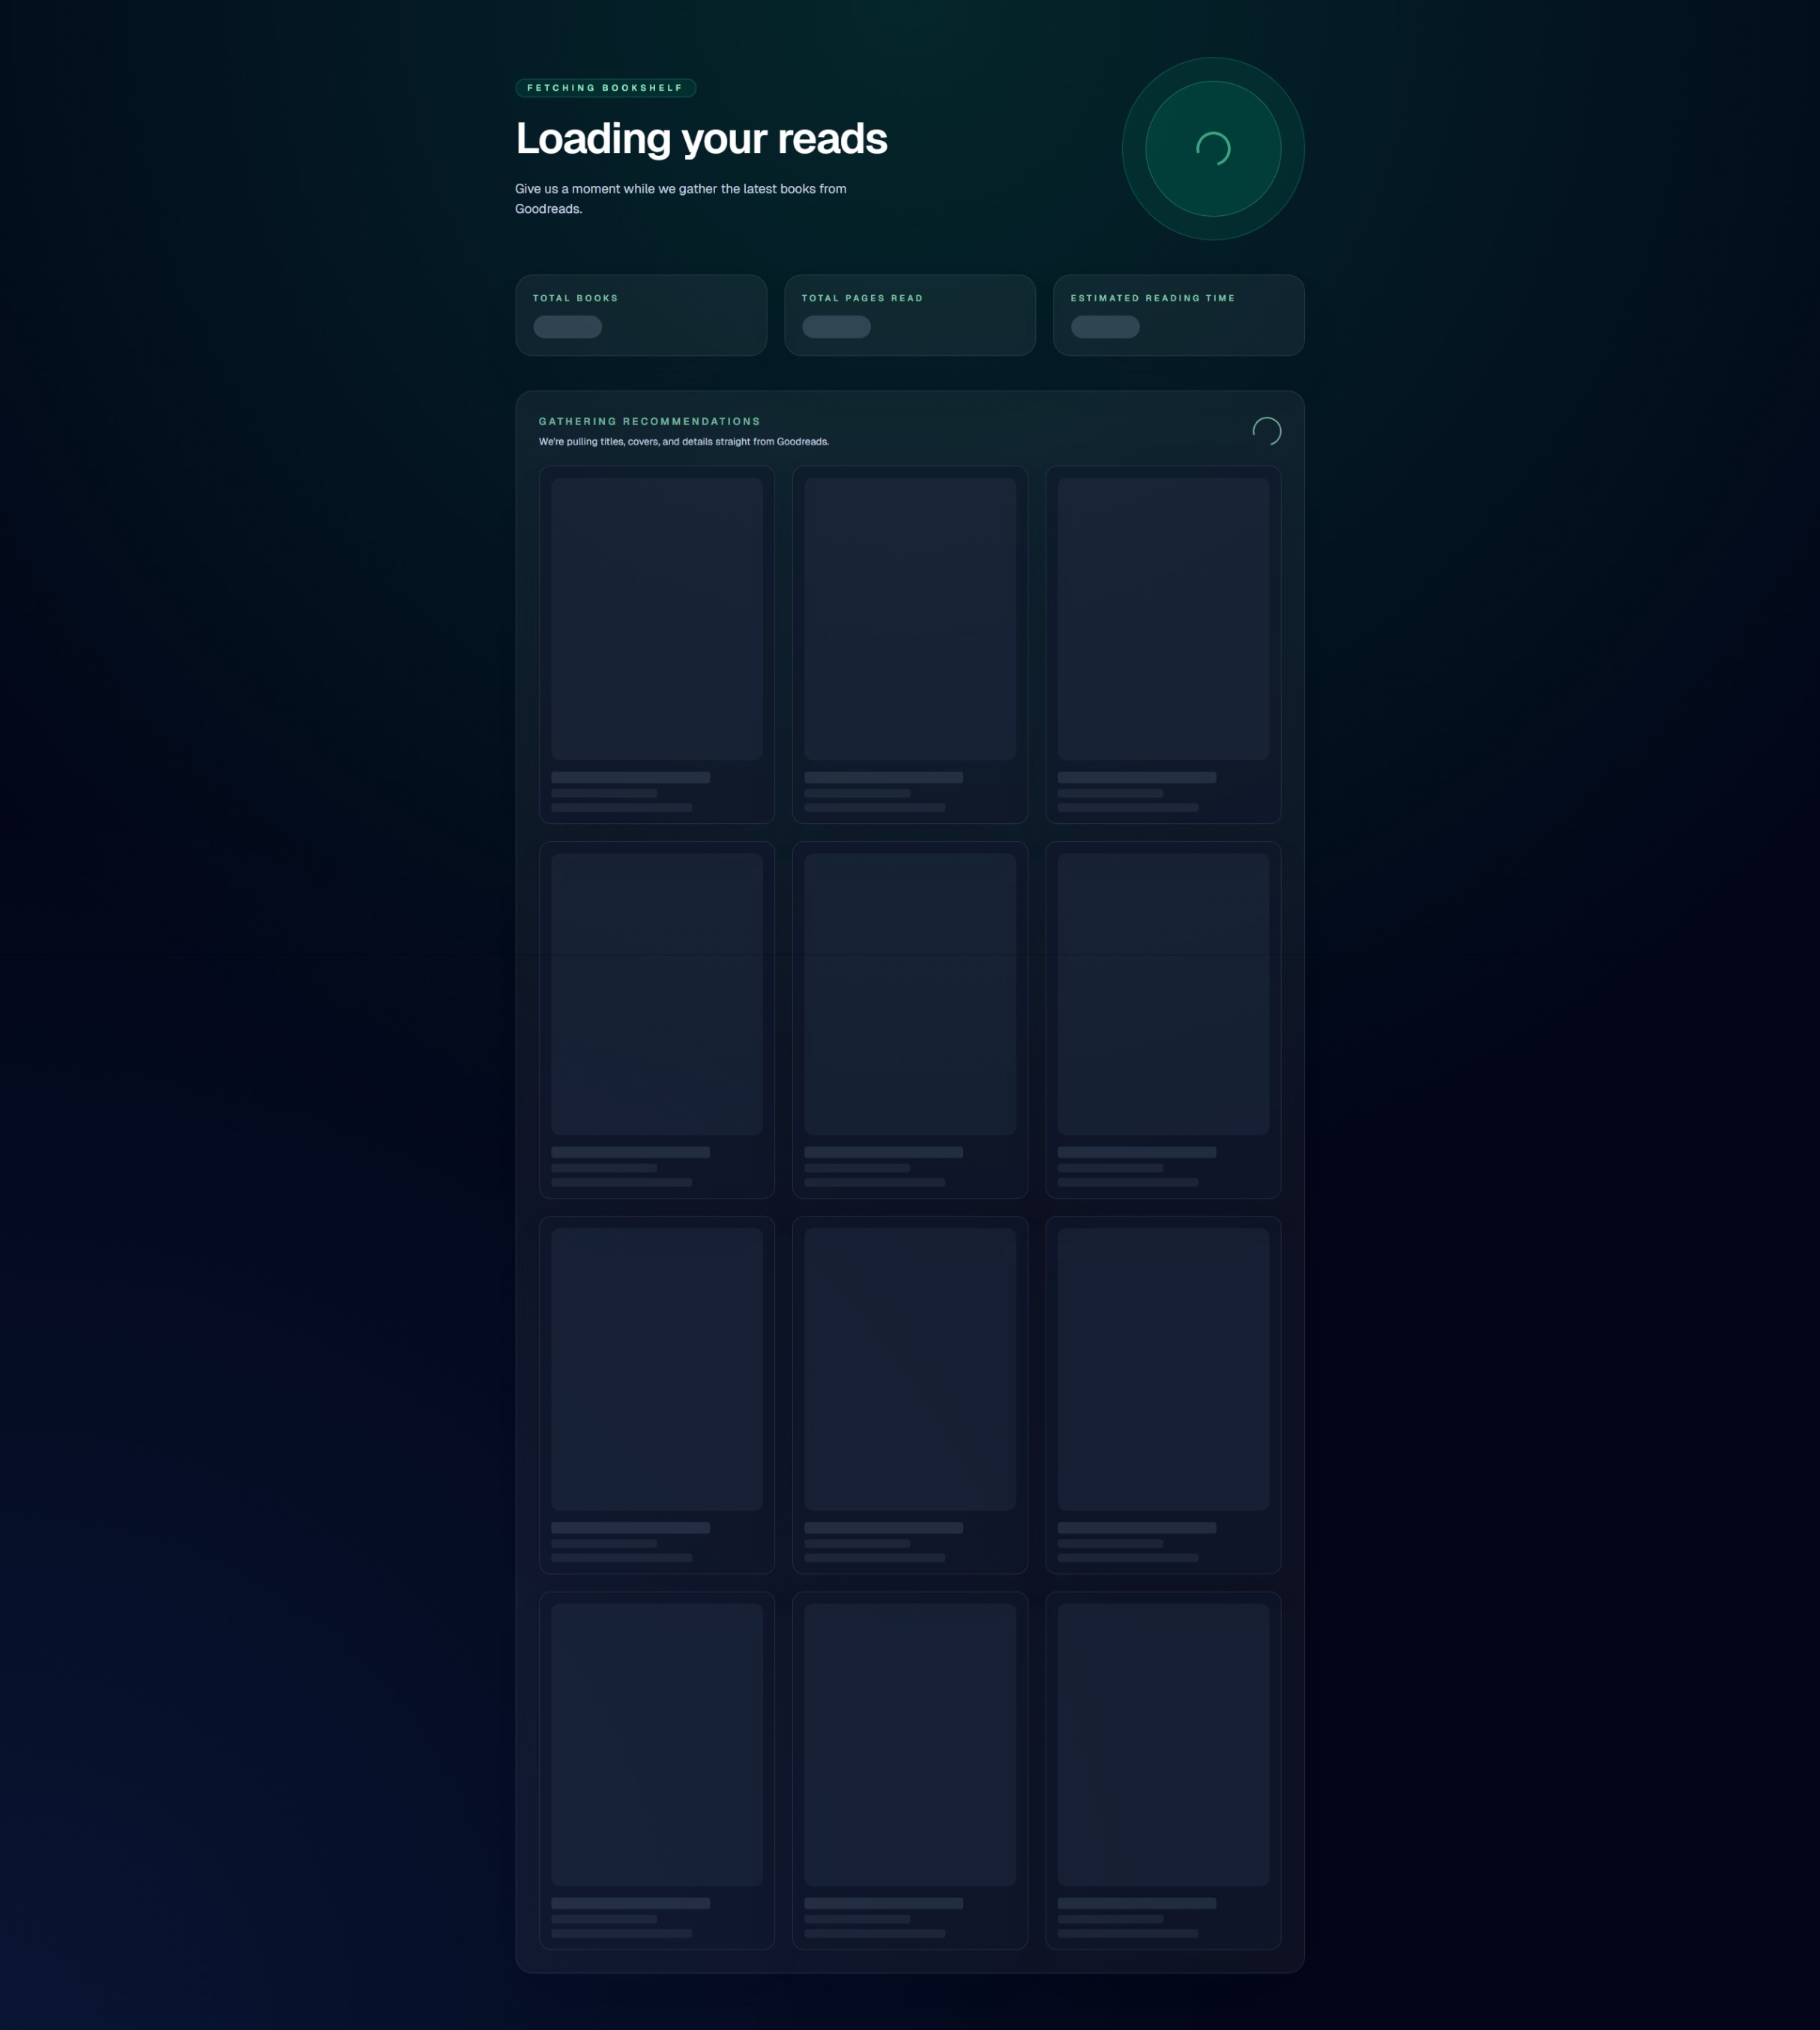 FETCHING BOOKSHELF
Loading your reads
Give us a moment while we gather the latest books from
Goodreads.
TOTAL BOOKS
TOTAL PAGES READ
ESTIMATED READING TIME
GATHERING RECOMMENDATIONS
We're pulling titles, covers, and details straight from Goodreads.